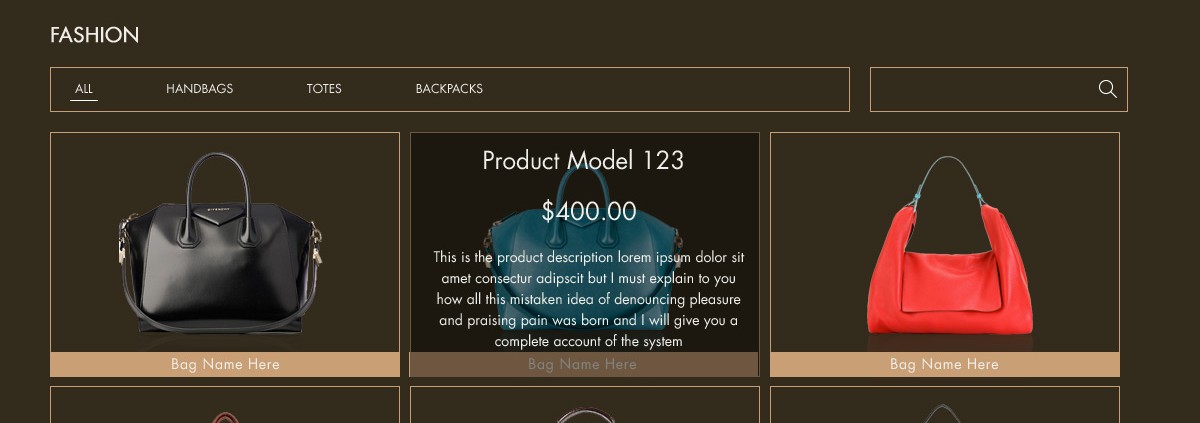 FASHION
ALL HANDBAGS TOTES BACKPACKS
Product Model 123
$400.00
This is the product description lorem ipsum dolor sit
amet consectur adipscit but I must explain to you
how all this mistaken idea of denouncing pleasure
and praising pain was born and I will give you a
complete account of the system
Bag Name Here
Bag Name Here
Bag Name Here